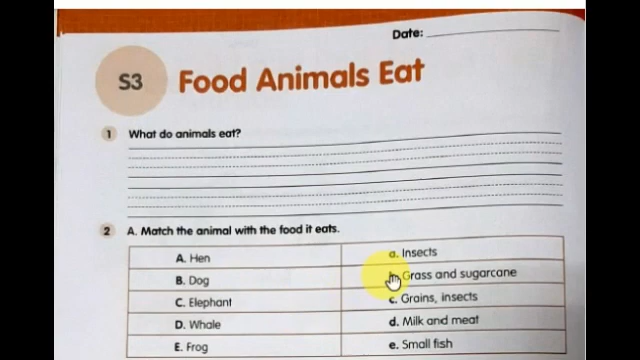 Date:
S3 Food Animals Eat
1 What do animals eat?
2 A. Match the animal with the food it eats.
A. Hen a. Insects
B. Dog Grass and sugarcane
C. Elephant c. Grains, insects
D. Whale d. Milk and meat
E. Frog e. Small fish